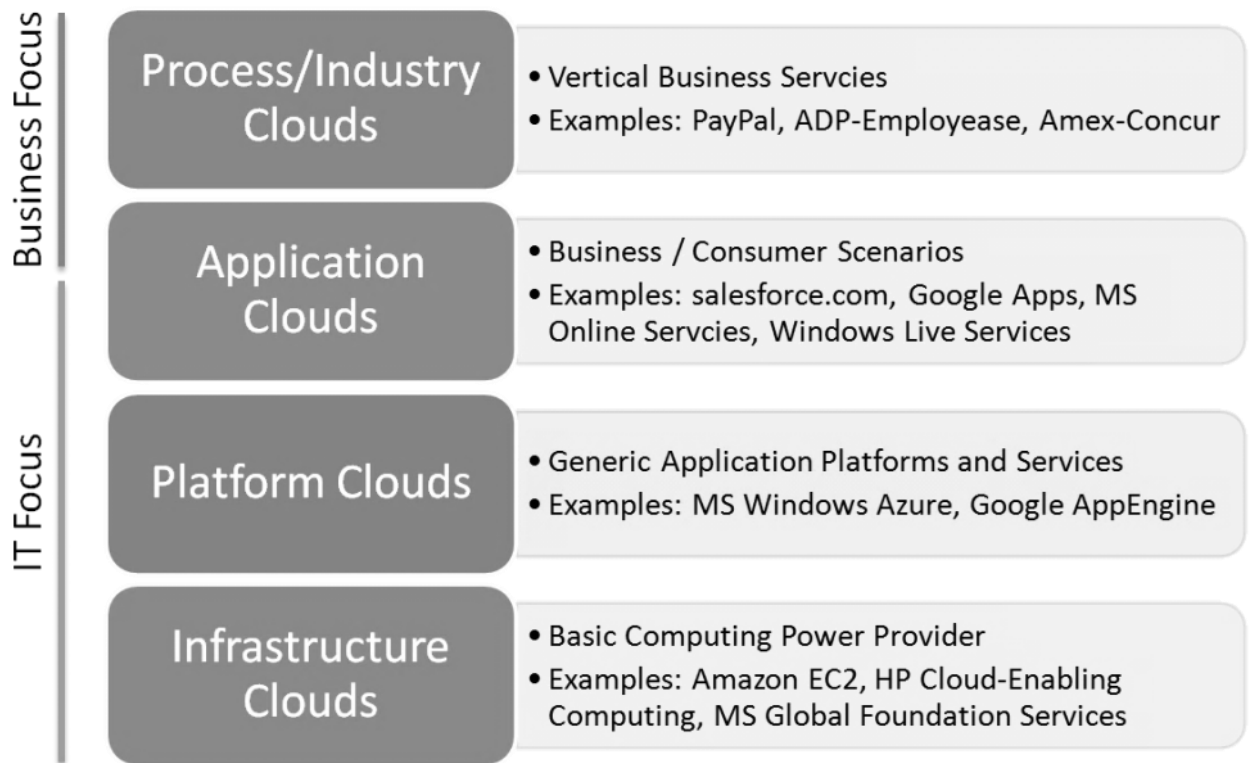 Business Focus
Process/Industry
Clouds
• Vertical Business Servcies
• Examples: PayPal, ADP-Employease, Amex-Concur
Application
Clouds
• Business / Consumer Scenarios
• Examples: salesforce.com, Google Apps, MS
Online Servcies, Windows Live Services
IT Focus
Platform Clouds
• Generic Application Platforms and Services
• Examples: MS Windows Azure, Google AppEngine
Infrastructure
Clouds
• Basic Computing Power Provider
• Examples: Amazon EC2, HP Cloud-Enabling
Computing, MS Global Foundation Services